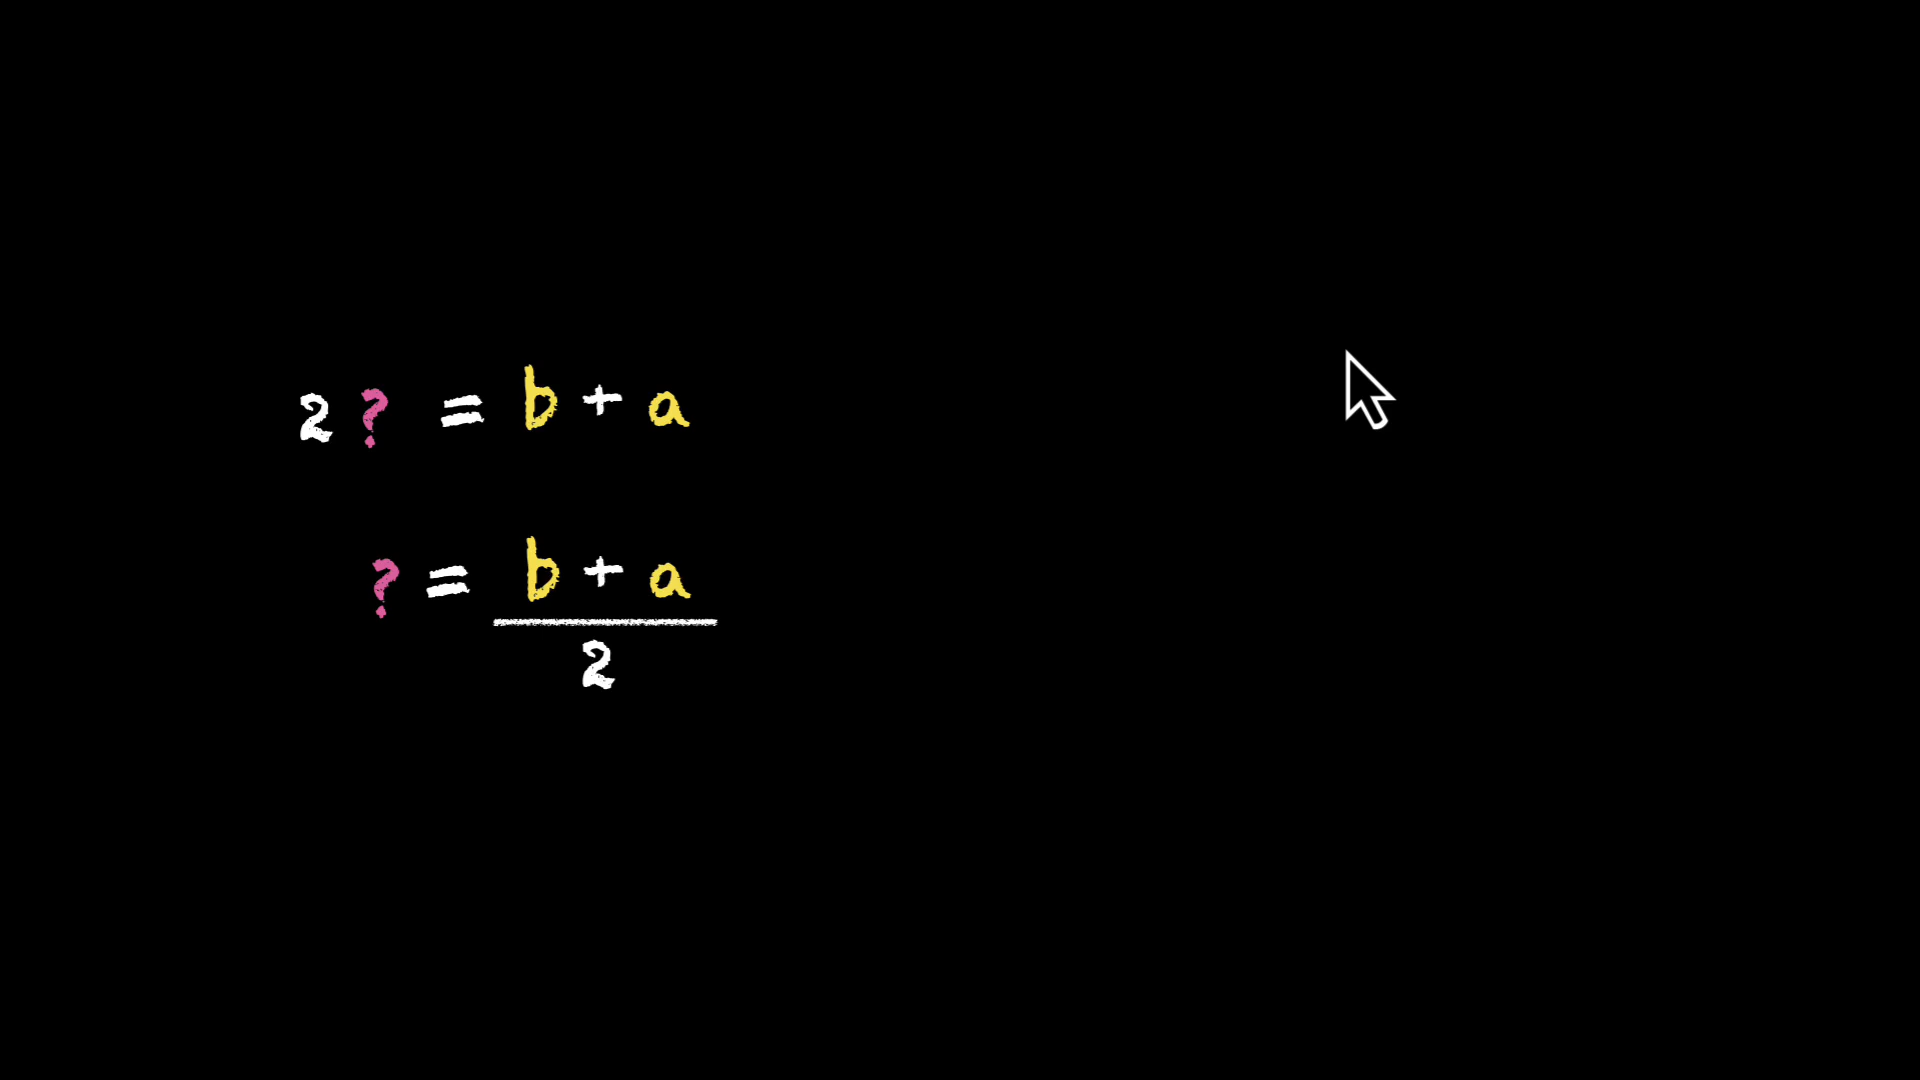 2 ? = b + a
? = b + a
2